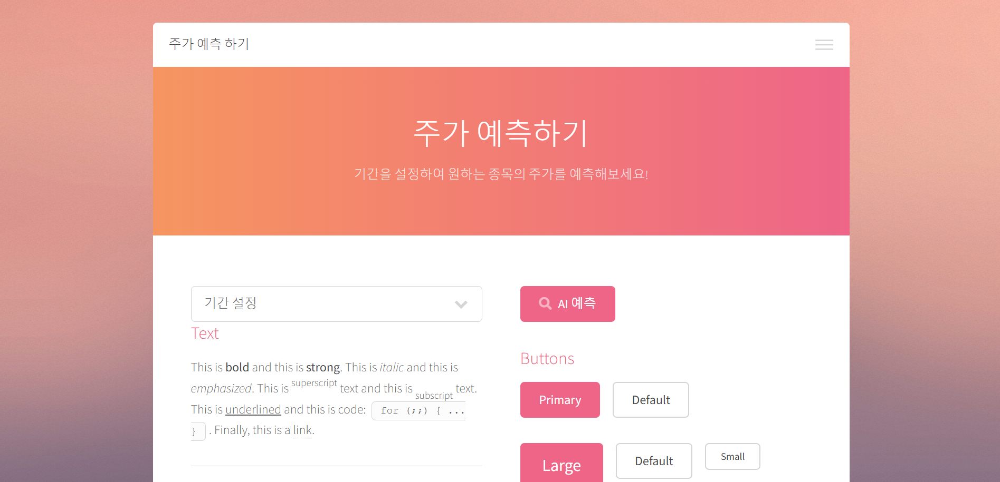 주가 예측 하기
주가 예측하기
기간을 설정하여 원하는 종목의 주가를 예측해보세요!
기간 설정
Text
This is bold and this is strong. This is italic and this is
emphasized. This is superscript text and this is subscript text.
This is underlined and this is code: for (;;) { ...
} . Finally, this is a link.
AI 예측
Buttons
Primary
Default
Large
Default
Small